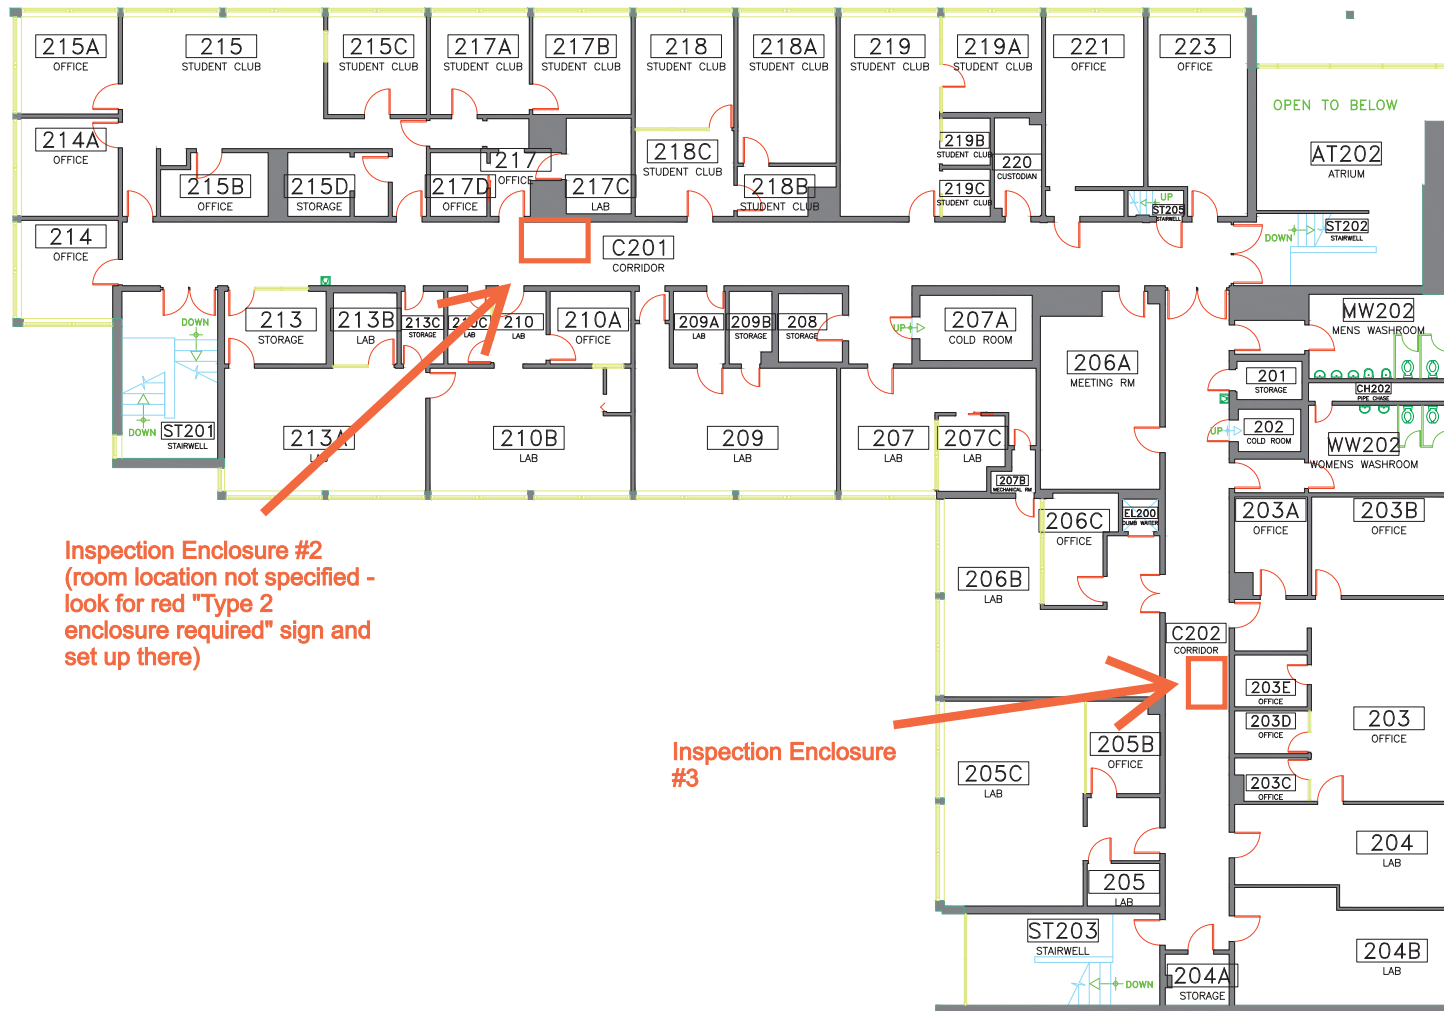 215A
OFFICE
215
STUDENT CLUB
215C
STUDENT CLUB
217A
STUDENT CLUB
217B
STUDENT CLUB
218
STUDENT CLUB
218A
STUDENT CLUB
219
STUDENT CLUB
219A
STUDENT CLUB
221
OFFICE
223
OFFICE
OPEN TO BELOW
AT202
ATRIUM
214A
OFFICE
215B
OFFICE
215D
STORAGE
217D
OFFICE
217
OFFICE
217C
LAB
218C
STUDENT CLUB
218B
STUDENT CLUB
219B
STUDENT CLUB
219C
STUDENT CLUB
220
CUSTODIAN
UP
ST205
STAIRWELL
DOWN
ST202
STAIRWELL
214
OFFICE
C201
CORRIDOR
DOWN
213
STORAGE
213B
LAB
213C
STORAGE
210C
LAB
210
LAB
210A
OFFICE
209A
LAB
209B
STORAGE
208
STORAGE
UP
207A
COLD ROOM
206A
MEETING RM
MW202
MENS WASHROOM
201
STORAGE
CH202
PIPE CHASE
UP
202
COLD ROOM
WW202
WOMENS WASHROOM
DOWN
ST201
STAIRWELL
213A
LAB
210B
LAB
209
LAB
207
LAB
207C
LAB
207B
MECHANICAL RM
206C
OFFICE
EL200
DUMB WAITER
203A
OFFICE
203B
OFFICE
206B
LAB
C202
CORRIDOR
203E
OFFICE
203D
OFFICE
203C
OFFICE
203
OFFICE
205B
OFFICE
205C
LAB
205
LAB
204
LAB
ST203
STAIRWELL
DOWN
204A
STORAGE
204B
LAB
Inspection Enclosure #2
(room location not specified -
look for red "Type 2
enclosure required" sign and
set up there)
Inspection Enclosure
#3